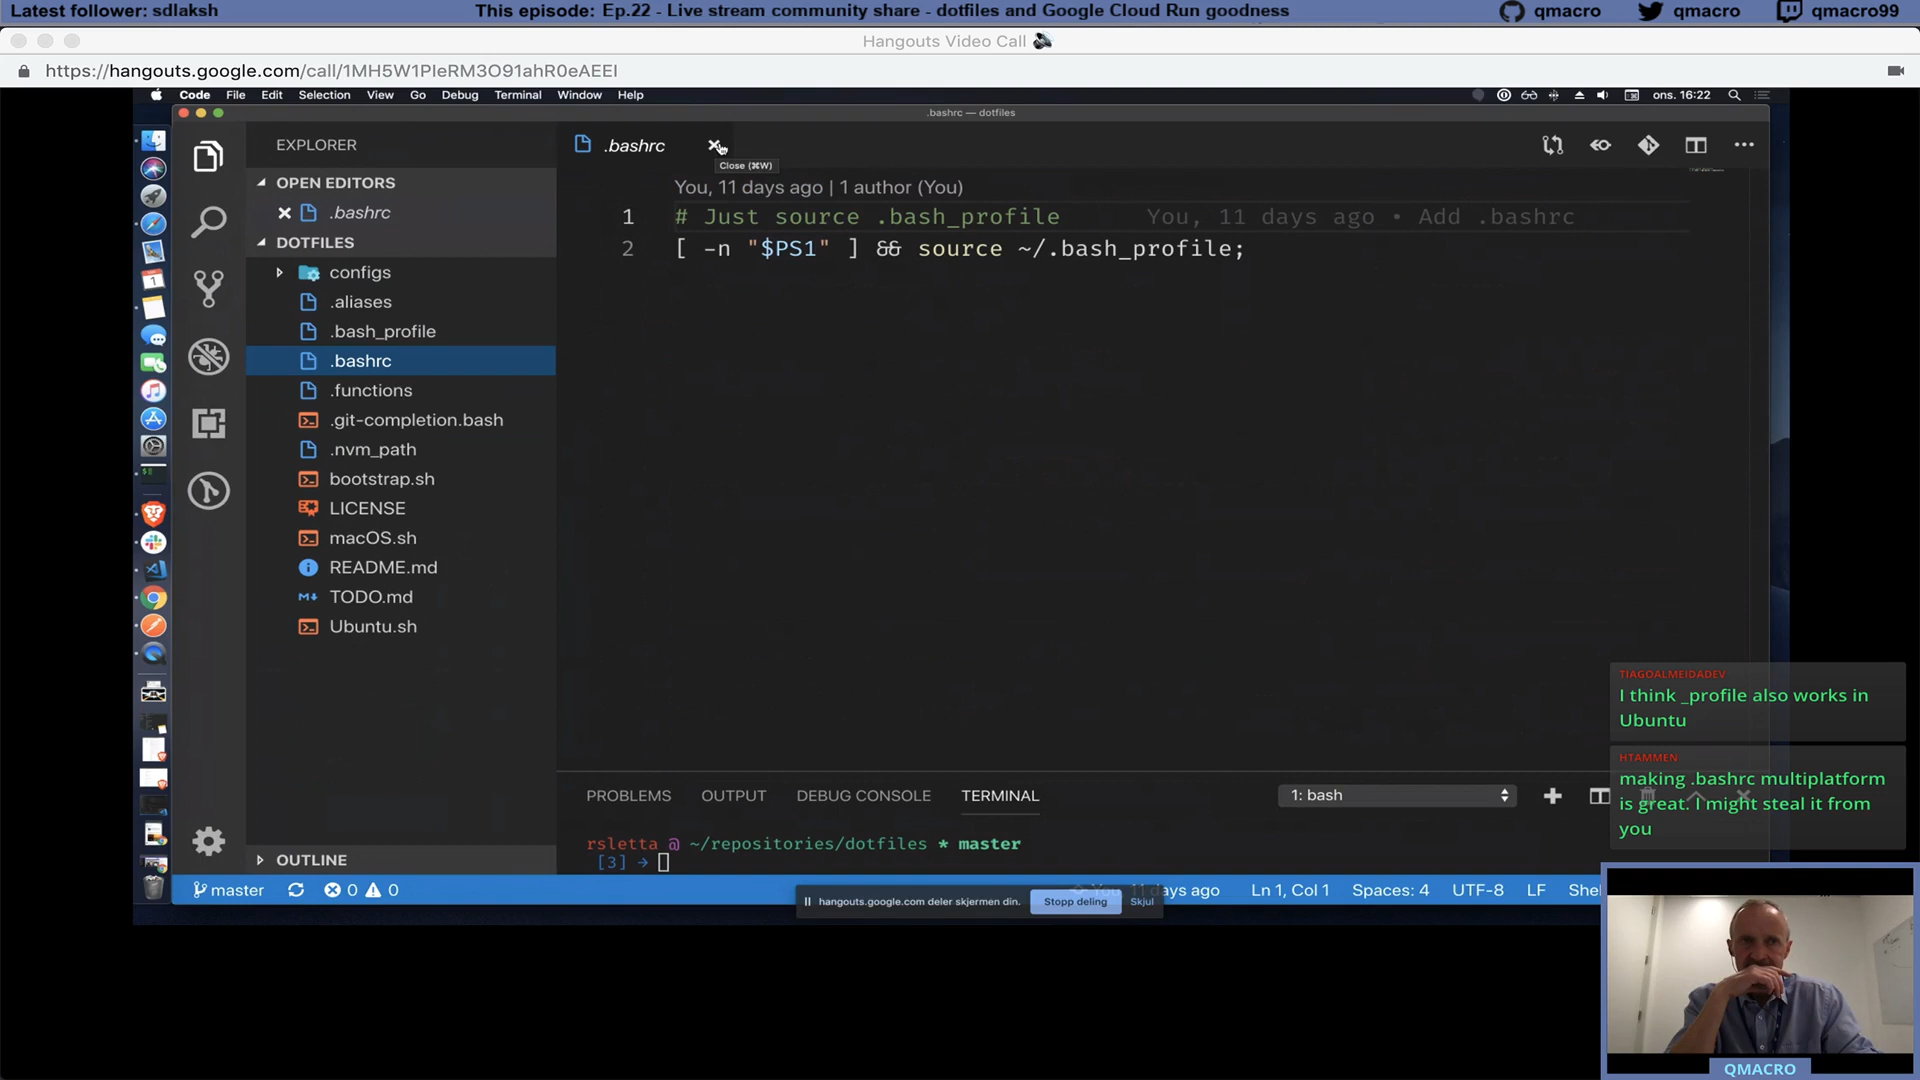 Latest follower: sdlaksh
This episode: Ep.22 - Live stream community share - dotfiles and Google Cloud Run goodness
qmacro
qmacro
qmacro99
Hangouts Video Call
https://hangouts.google.com/call/1MH5W1PIeRM3O91ahR0eAEEI
Code File Edit Selection View Go Debug Terminal Window Help
ons. 16:22
.bashrc — dotfiles
EXPLORER
.bashrc
Close (⌘W)
OPEN EDITORS
.bashrc
DOTFILES
configs
.aliases
.bash_profile
.bashrc
.functions
.git-completion.bash
.nvm_path
bootstrap.sh
LICENSE
macOS.sh
README.md
TODO.md
Ubuntu.sh
OUTLINE
You, 11 days ago | 1 author (You)
1 # Just source .bash_profile You, 11 days ago • Add .bashrc
2 [ -n "$PS1" ] && source ~/.bash_profile;
PROBLEMS OUTPUT DEBUG CONSOLE TERMINAL
1: bash
rsletta @ ~/repositories/dotfiles * master
[3] →
TIAGOALMEIDADEV
I think _profile also works in
Ubuntu
HTAMMEN
making .bashrc multiplatform
is great. I might steal it from
you
master 0 0
days ago Ln 1, Col 1 Spaces: 4 UTF-8 LF
hangouts.google.com deler skjermen din. Stopp deling Skjul
QMACRO